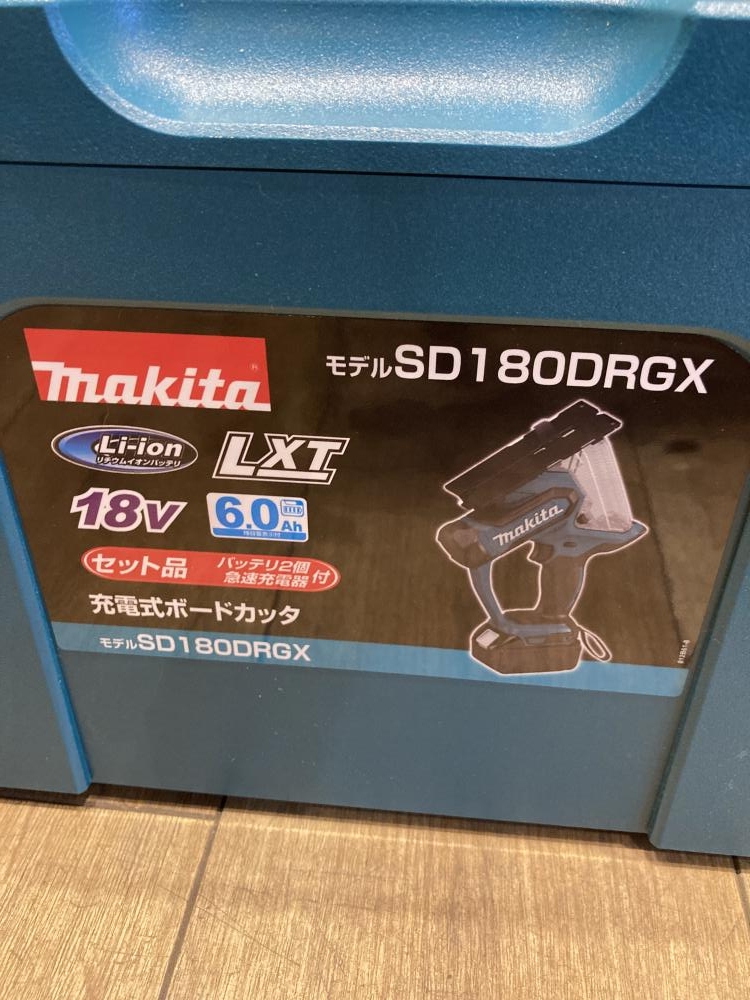 makita
モデルSD180DRGX
Li-ion
リチウムイオンバッテリ
LXT
18V
6.0Ah
セット品 バッテリ2個
急速充電器 付
充電式ボードカッタ
モデルSD180DRGX
makita